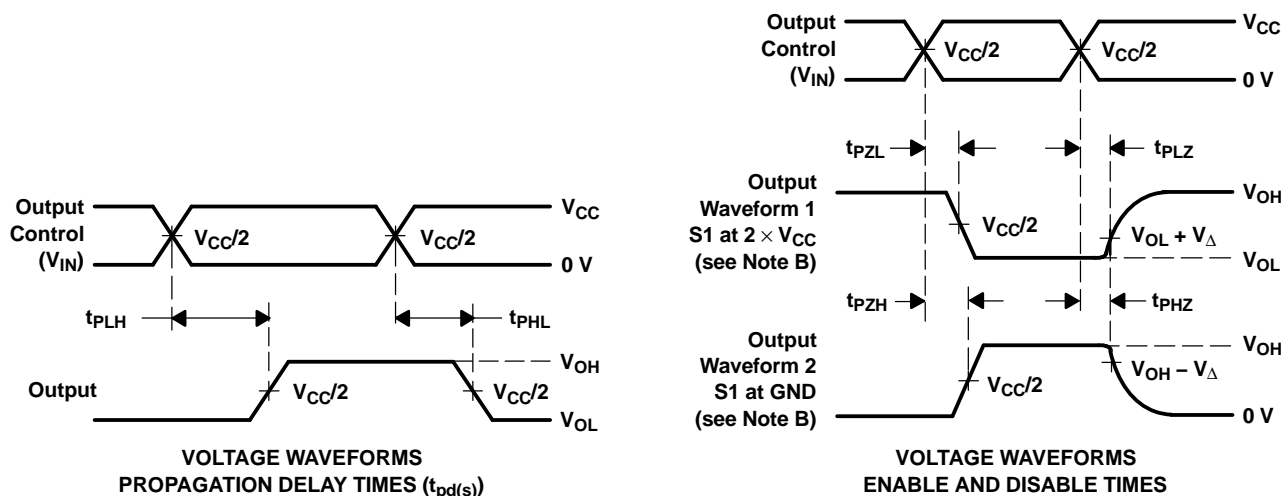 Output
Control
(VIN)
VCC/2
VCC/2
VCC
0 V
tPLH
tPHL
Output
VCC/2
VCC/2
VOH
VOL
VOLTAGE WAVEFORMS
PROPAGATION DELAY TIMES (tpd(s))
Output
Control
(VIN)
VCC/2
VCC/2
VCC
0 V
tPZL
tPLZ
Output
Waveform 1
S1 at 2 × VCC
(see Note B)
VCC/2
VOH
VOL + VΔ
VOL
tPZH
tPHZ
Output
Waveform 2
S1 at GND
(see Note B)
VCC/2
VOH
VOH – VΔ
0 V
VOLTAGE WAVEFORMS
ENABLE AND DISABLE TIMES